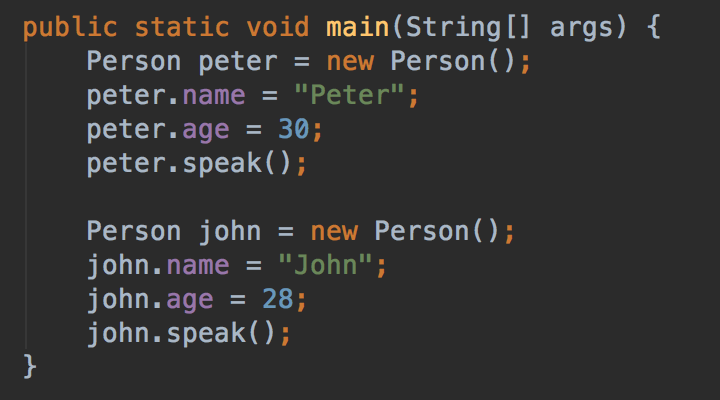 public static void main(String[] args) {
    Person peter = new Person();
    peter.name = "Peter";
    peter.age = 30;
    peter.speak();

    Person john = new Person();
    john.name = "John";
    john.age = 28;
    john.speak();
}